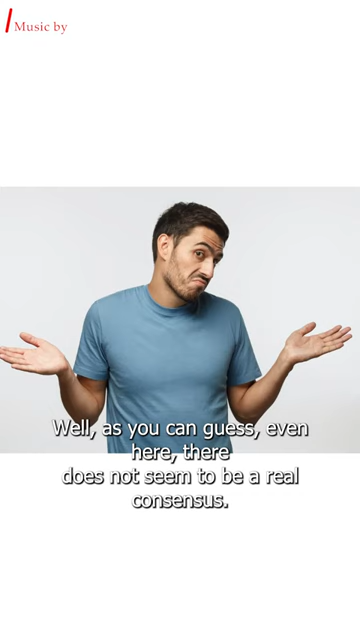 Music by
Well, as you can guess, even
here, there
does not seem to be a real
consensus.